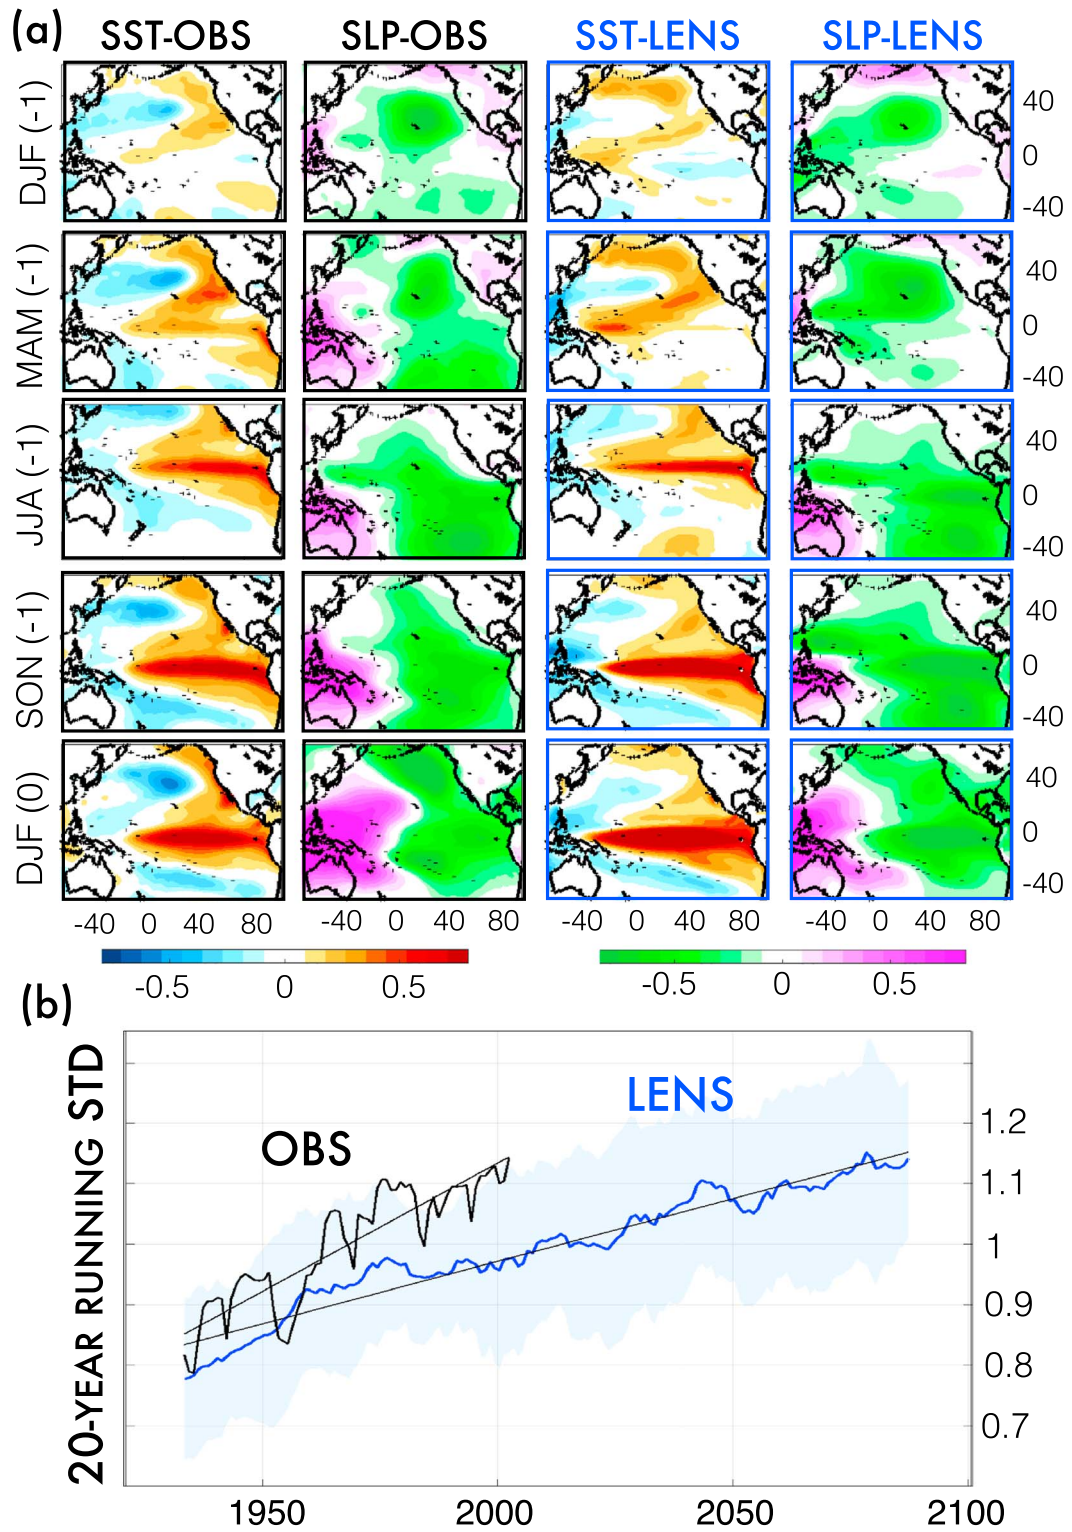 (a) SST-OBS SLP-OBS SST-LENS SLP-LENS
DJF (-1) 40 0 -40
MAM (-1) 40 0 -40
JJA (-1) 40 0 -40
SON (-1) 40 0 -40
DJF (0) 40 0 -40
-40 0 40 80 -40 0 40 80 -40 0 40 80 -40 0 40 80
-0.5 0 0.5 -0.5 0 0.5
(b)
20-YEAR RUNNING STD
LENS
OBS
1.2
1.1
1
0.9
0.8
0.7
1950 2000 2050 2100